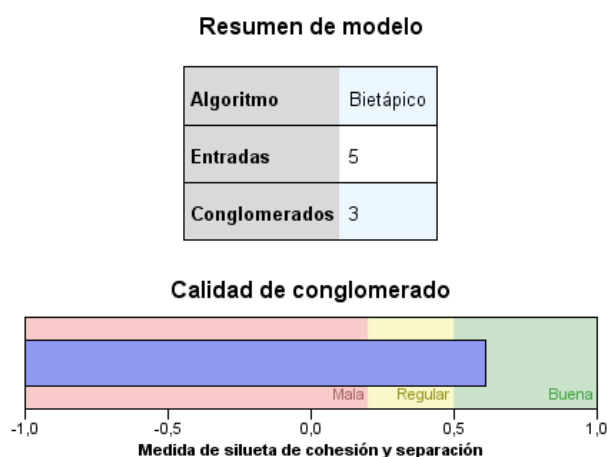 Resumen de modelo
Algoritmo Bietápico
Entradas 5
Conglomerados 3
Calidad de conglomerado
Mala Regular Buena
-1,0 -0,5 0,0 0,5 1,0
Medida de silueta de cohesión y separación